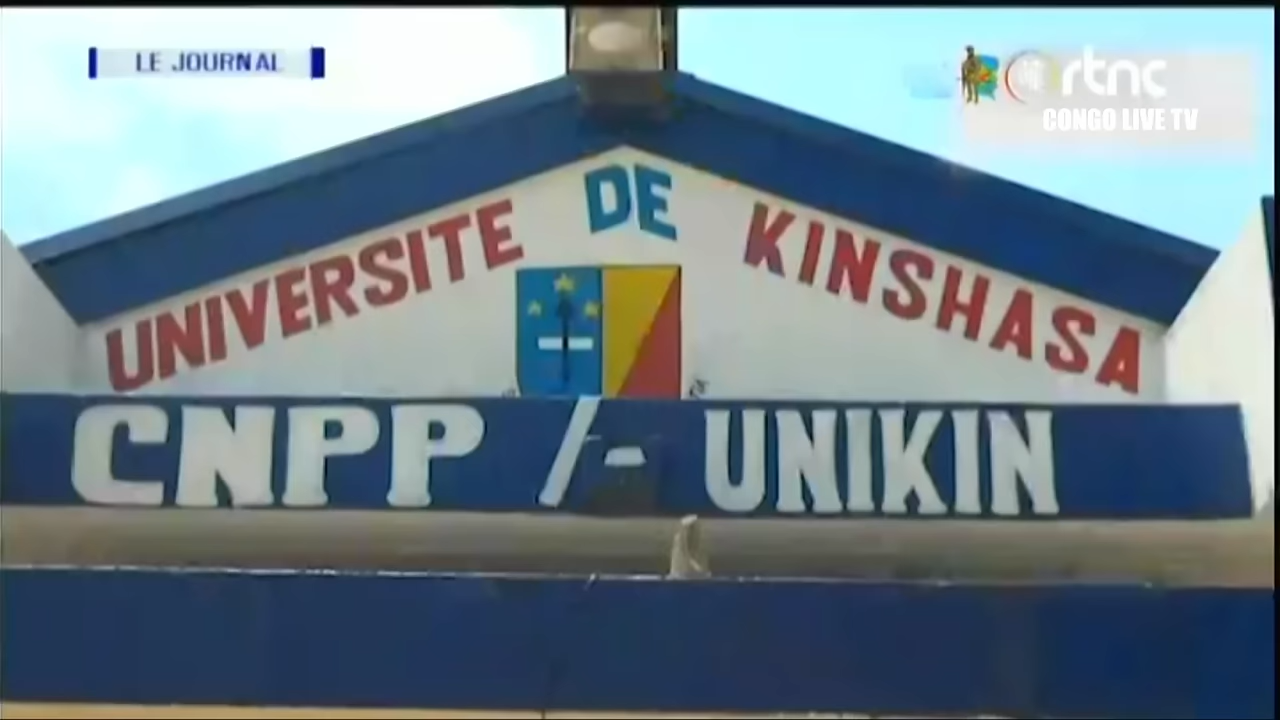 LE JOURNAL
rtnc
CONGO LIVE TV
UNIVERSITE DE KINSHASA
CNPP /- UNIKIN